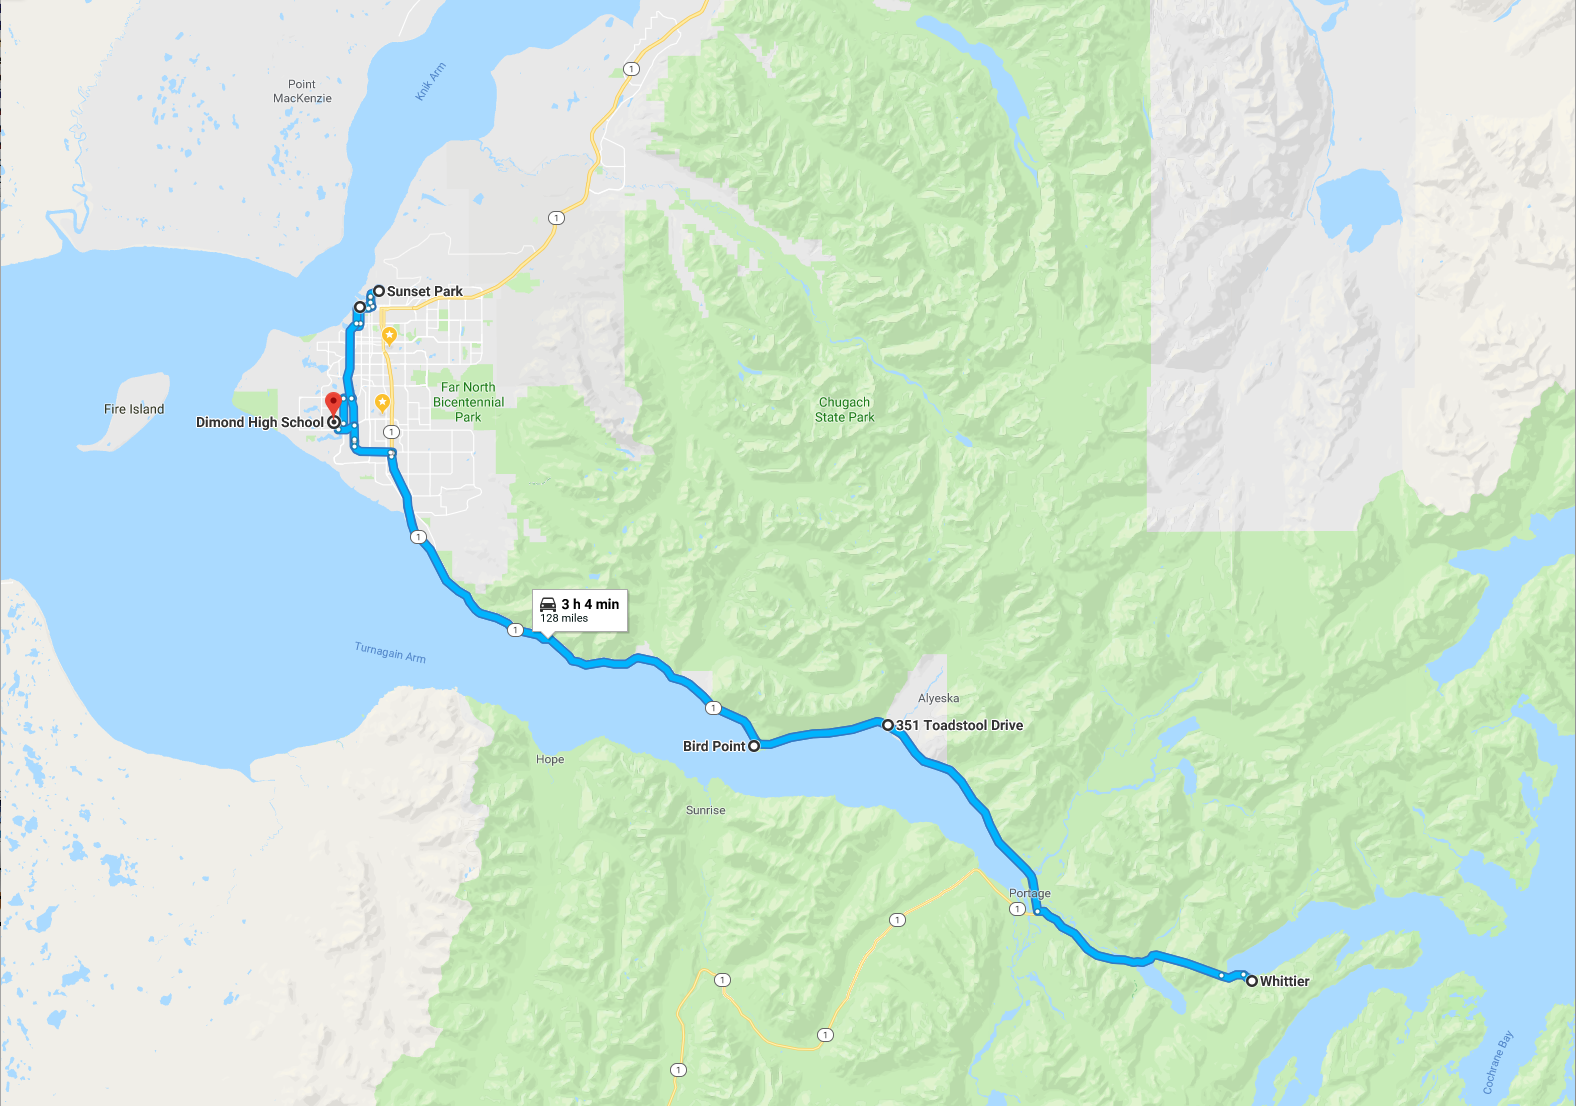 1
Point
MacKenzie
Knik Arm
1
Sunset Park
Far North
Bicentennial
Park
Fire Island
Chugach
State Park
Dimond High School
1
1
3 h 4 min
128 miles
1
Turnagain Arm
Alyeska
1
351 Toadstool Drive
Bird Point
Hope
Sunrise
Portage
1
1
Whittier
1
1
Cochrane Bay
1